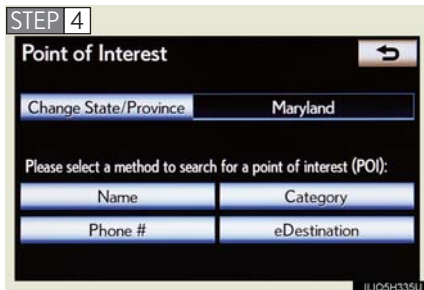 STEP 4
Point of Interest
Change State/Province Maryland
Please select a method to search for a point of interest (POI):
Name Category
Phone # eDestination
ILIO5H335U